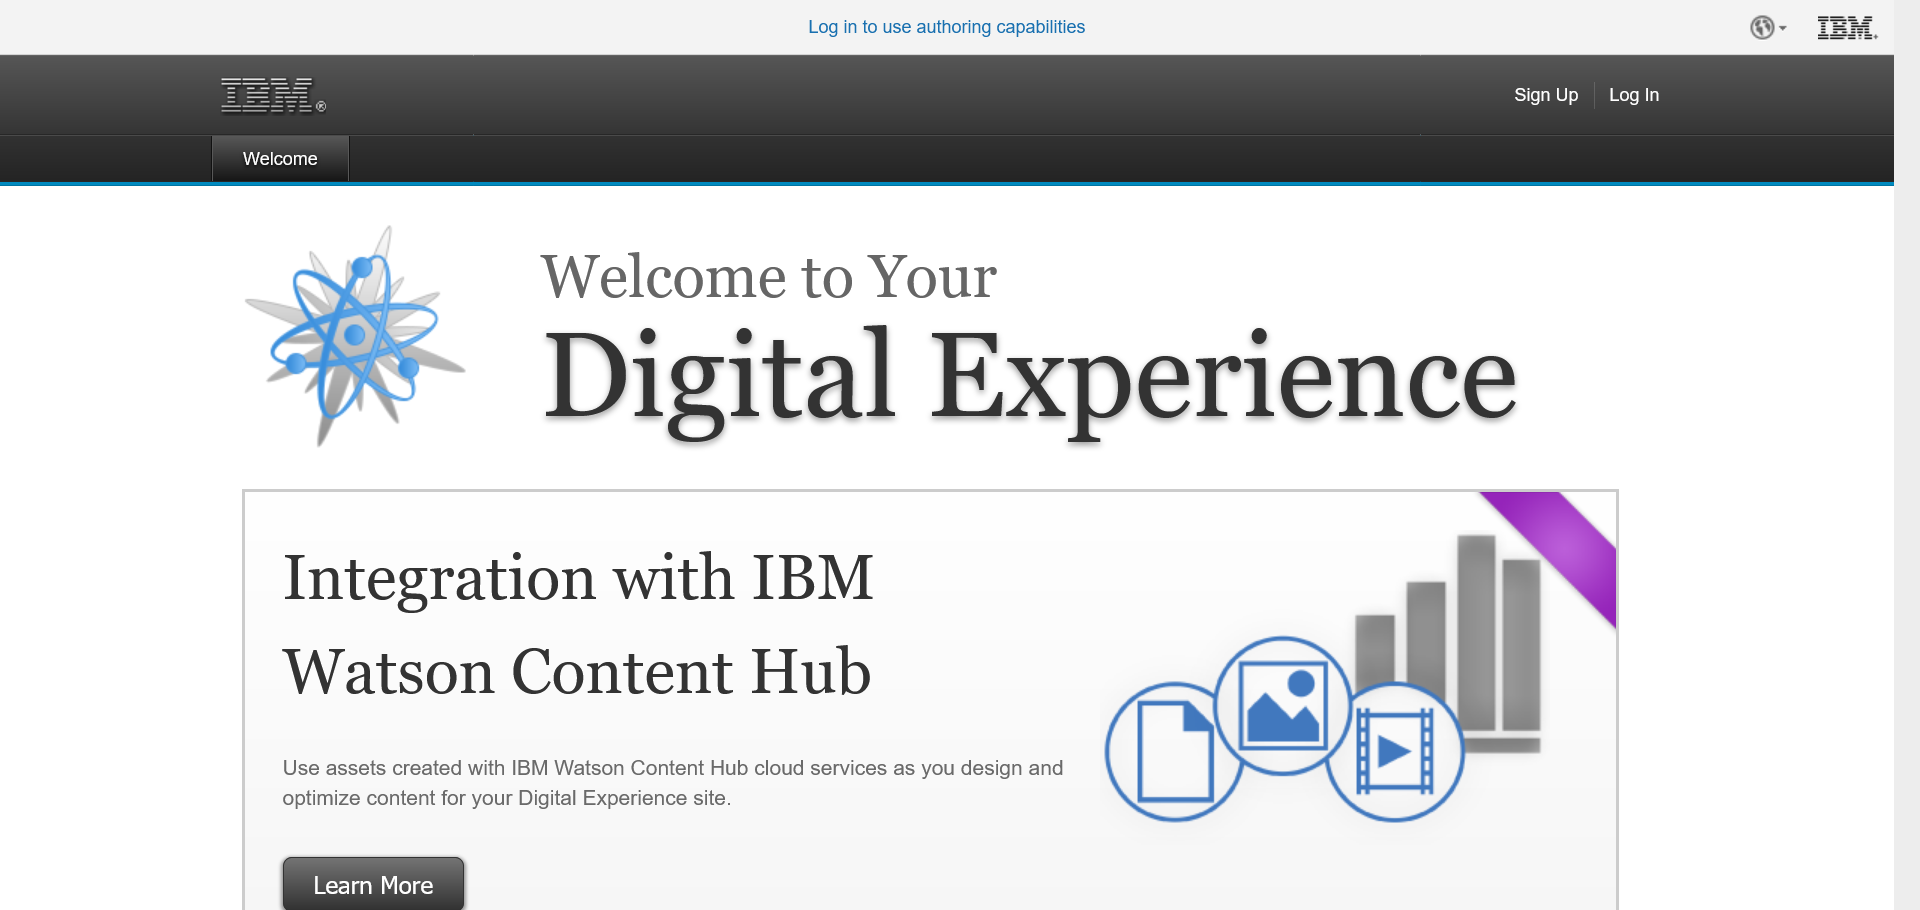 Log in to use authoring capabilities
IBM
IBM®
Sign Up
Log In
Welcome
Welcome to Your
Digital Experience
Integration with IBM
Watson Content Hub
Use assets created with IBM Watson Content Hub cloud services as you design and
optimize content for your Digital Experience site.
Learn More